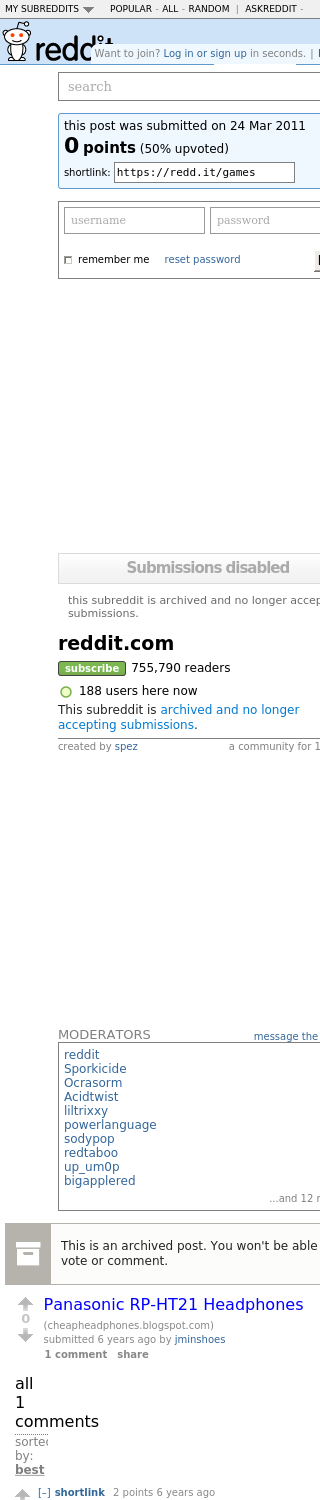 MY SUBREDDITS POPULAR - ALL - RANDOM | ASKREDDIT -
reddit
Want to join? Log in or sign up in seconds. |
search
this post was submitted on 24 Mar 2011
0 points (50% upvoted)
shortlink: https://redd.it/games
username password
remember me reset password
Submissions disabled
this subreddit is archived and no longer
submissions.
reddit.com
subscribe 755,790 readers
188 users here now
This subreddit is archived and no longer
accepting submissions.
created by spez a community for
MODERATORS message the
reddit
Sporkicide
Ocrasorm
Acidtwist
liltrixxy
powerlanguage
sodypop
redtaboo
up_um0p
bigapplered
...and 12
This is an archived post. You won't be able
vote or comment.
Panasonic RP-HT21 Headphones
0
(cheapheadphones.blogspot.com)
submitted 6 years ago by jminshoes
1 comment share
all
1
comments
sorted
by:
best
[–] shortlink 2 points 6 years ago